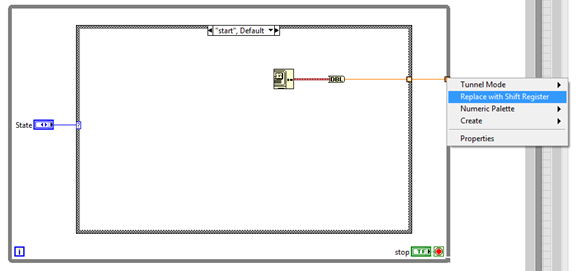 "start", Default
DBL
Tunnel Mode
Replace with Shift Register
Numeric Palette
Create
Properties
State
?
i
stop
TF